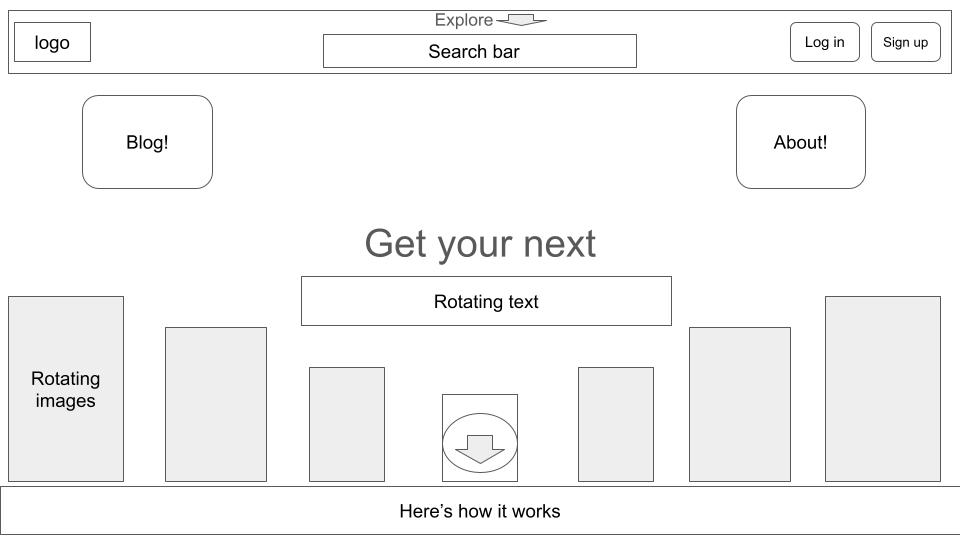 Explore
logo
Search bar
Log in
Sign up
Blog!
About!
Get your next
Rotating text
Rotating
images
Here’s how it works